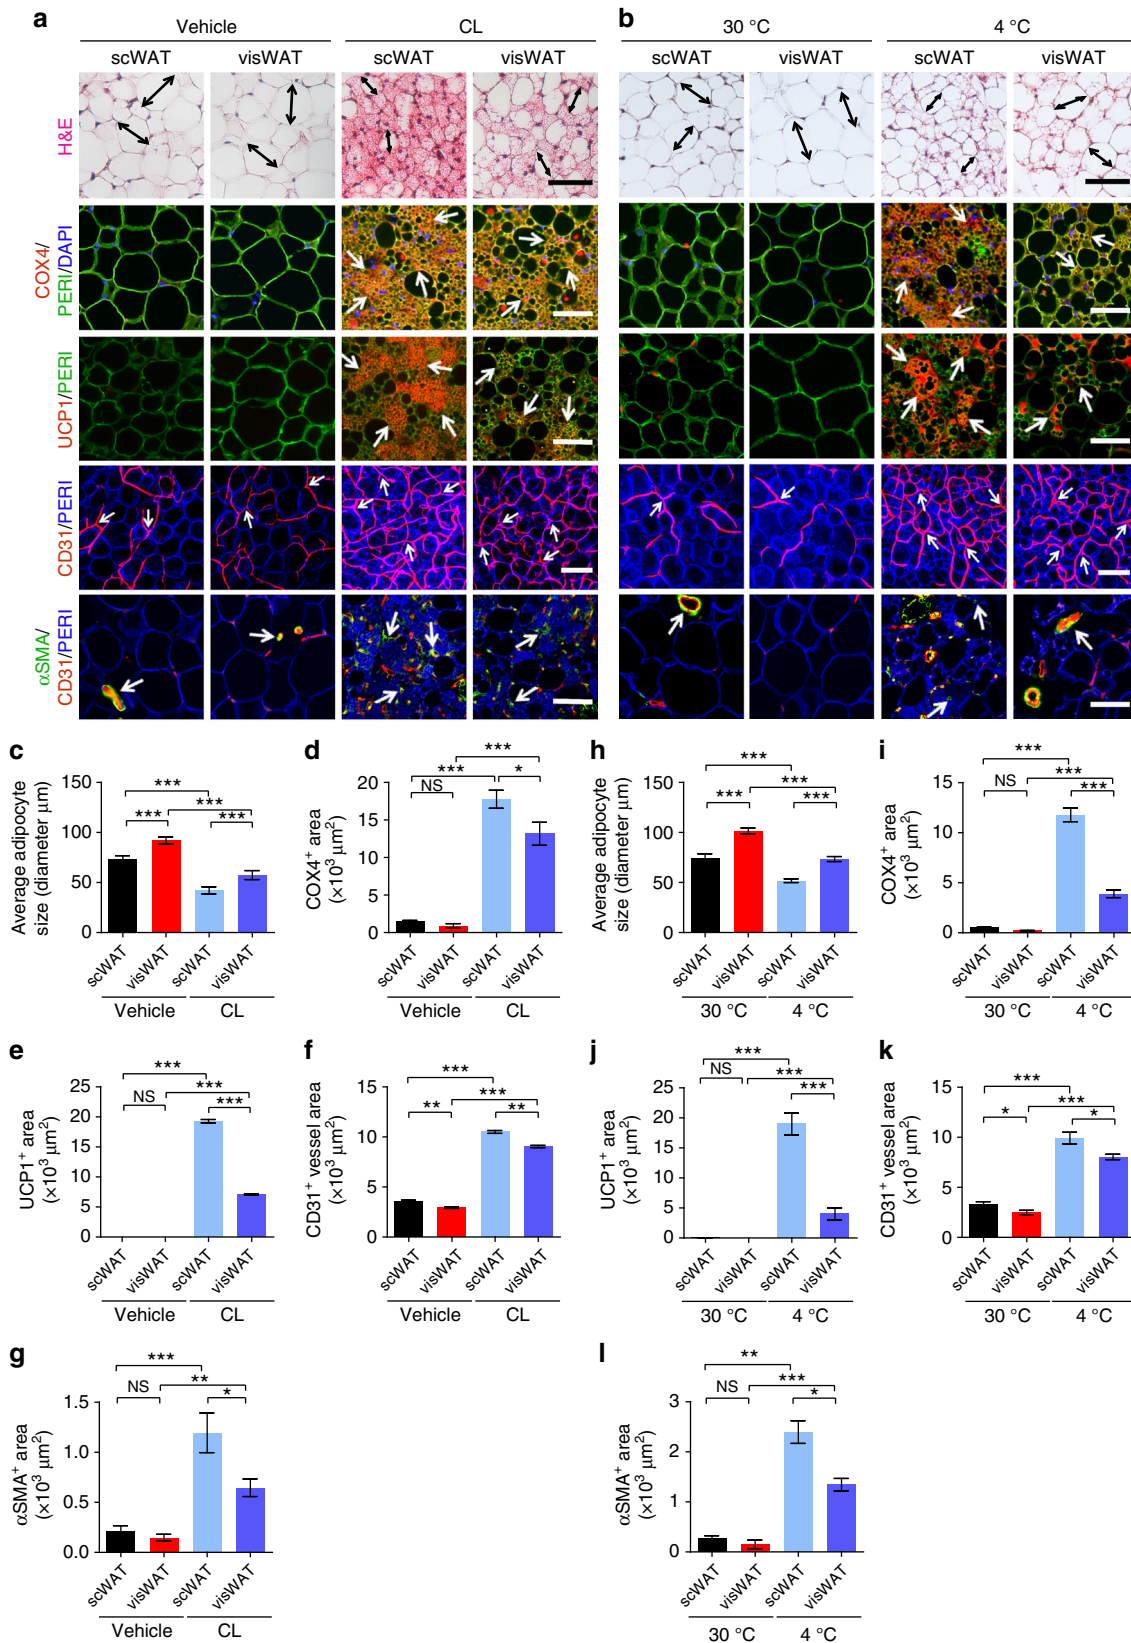 a
b
Vehicle CL 30 °C 4 °C
scWAT visWAT scWAT visWAT scWAT visWAT scWAT visWAT
H&E
COX4/
PERI/DAPI
UCP1/PERI
CD31/PERI
αSMA/
CD31/PERI
c
Average adipocyte
size (diameter μm)
150
100
50
0
***
***
***
***
scWAT visWAT scWAT visWAT
Vehicle CL
d
COX4⁺ area
(×10³ μm²)
20
15
10
5
0
***
***
*
NS
scWAT visWAT scWAT visWAT
Vehicle CL
h
Average adipocyte
size (diameter μm)
150
100
50
0
***
***
***
***
scWAT visWAT scWAT visWAT
30 °C 4 °C
i
COX4⁺ area
(×10³ μm²)
15
10
5
0
***
NS
***
***
scWAT visWAT scWAT visWAT
30 °C 4 °C
e
UCP1⁺ area
(×10³ μm²)
25
20
15
10
5
0
***
NS
***
***
scWAT visWAT scWAT visWAT
Vehicle CL
f
CD31⁺ vessel area
(×10³ μm²)
15
10
5
0
***
***
**
**
scWAT visWAT scWAT visWAT
Vehicle CL
j
UCP1⁺ area
(×10³ μm²)
25
20
15
10
5
0
***
NS
***
***
scWAT visWAT scWAT visWAT
30 °C 4 °C
k
CD31⁺ vessel area
(×10³ μm²)
15
10
5
0
***
***
*
*
scWAT visWAT scWAT visWAT
30 °C 4 °C
g
αSMA⁺ area
(×10³ μm²)
1.5
1.0
0.5
0.0
***
NS
**
*
scWAT visWAT scWAT visWAT
Vehicle CL
l
αSMA⁺ area
(×10³ μm²)
3
2
1
0
**
NS
***
*
scWAT visWAT scWAT visWAT
30 °C 4 °C